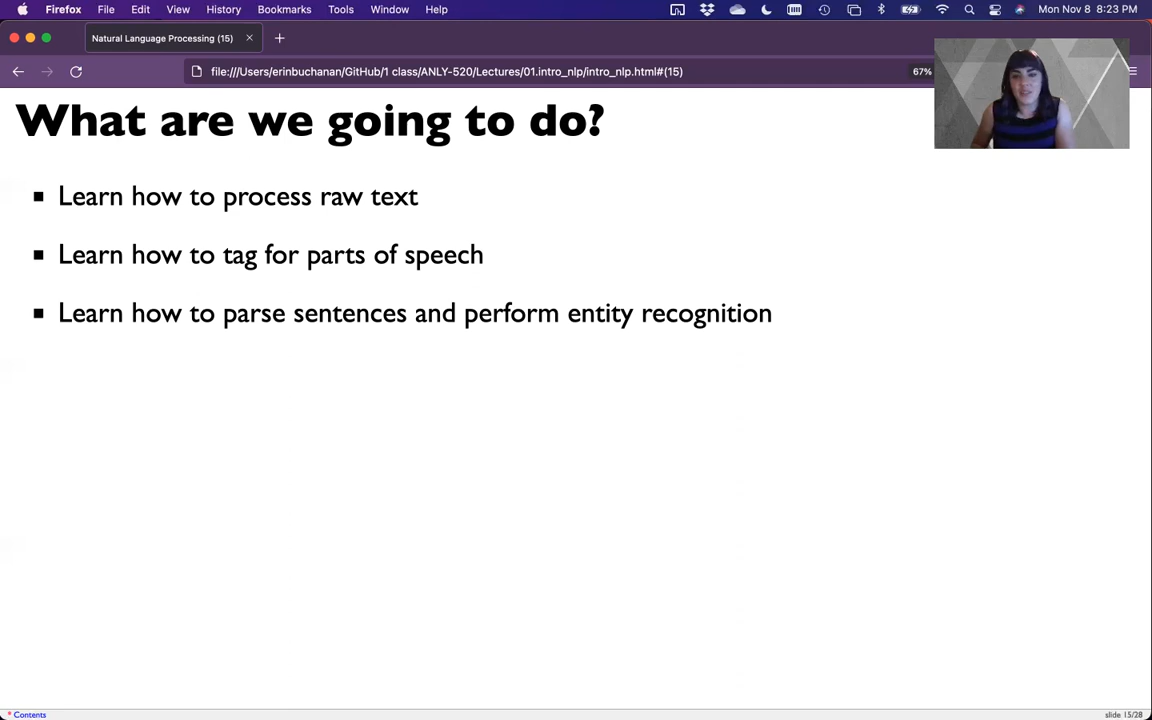 Firefox File Edit View History Bookmarks Tools Window Help Mon Nov 8 8:23 PM
Natural Language Processing (15)
file:///Users/erinbuchanan/GitHub/1 class/ANLY-520/Lectures/01.intro_nlp/intro_nlp.html#(15) 67%
What are we going to do?
Learn how to process raw text
Learn how to tag for parts of speech
Learn how to parse sentences and perform entity recognition
* Contents slide 15/28